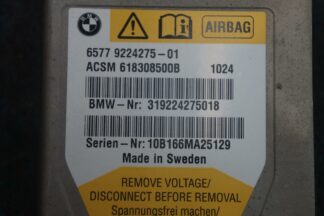 BMW
AIRBAG
6577 9224275-01
ACSM 618308500B 1024
BMW-Nr: 319224275018
Serien-Nr: 10B166MA25129
Made in Sweden
REMOVE VOLTAGE/
DISCONNECT BEFORE REMOVAL
Spannungsfrei machen/